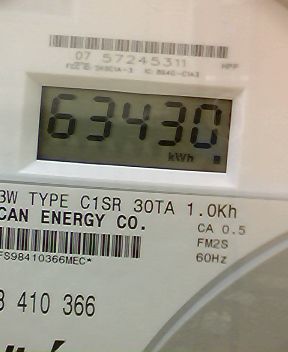 07 57245311
63430
kWh
3W TYPE C1SR 30TA 1.0Kh
CAN ENERGY CO.
CA 0.5
FM2S
60Hz
FS98410366MEC*
410 366